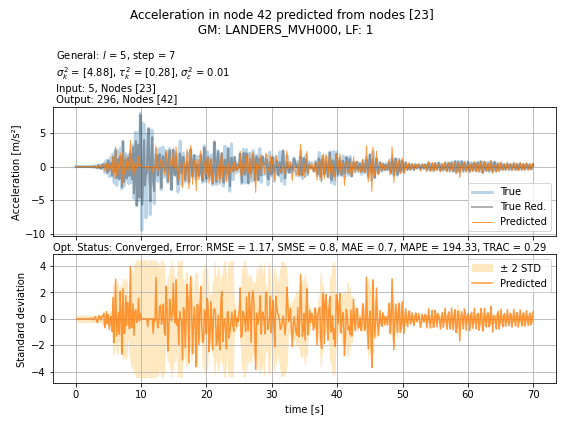 Acceleration in node 42 predicted from nodes [23]
GM: LANDERS_MVH000, LF: 1
General: l = 5, step = 7
σ²ₖ = [4.88], τ²ₖ = [0.28], σ²ε = 0.01
Input: 5, Nodes [23]
Output: 296, Nodes [42]
Acceleration [m/s²]
5
0
−5
−10
True
True Red.
Predicted
Opt. Status: Converged, Error: RMSE = 1.17, SMSE = 0.8, MAE = 0.7, MAPE = 194.33, TRAC = 0.29
Standard deviation
4
2
0
−2
−4
± 2 STD
Predicted
0 10 20 30 40 50 60 70
time [s]